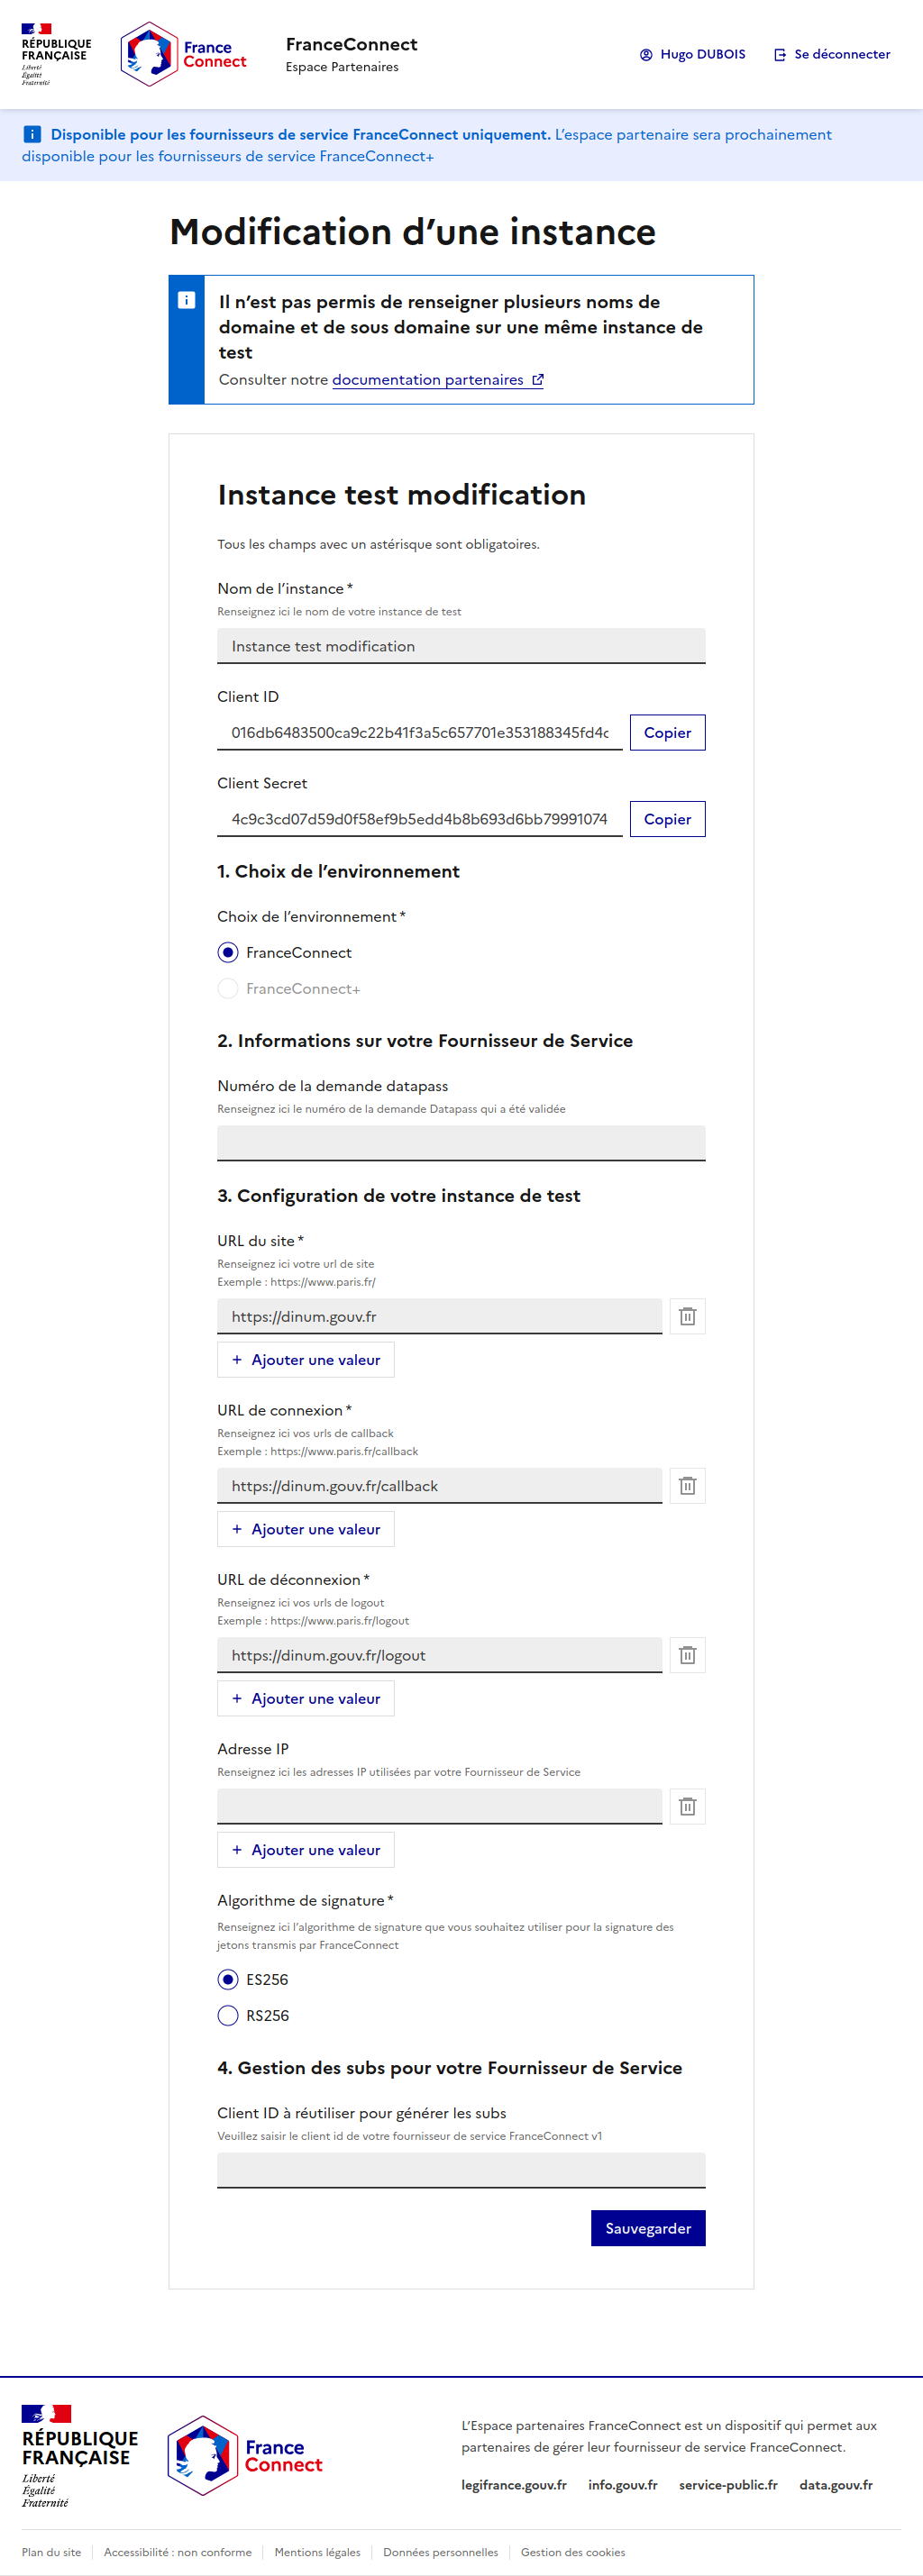 RÉPUBLIQUE
FRANÇAISE
Liberté
Égalité
Fraternité
France
Connect
FranceConnect
Espace Partenaires
Hugo DUBOIS
Se déconnecter
Disponible pour les fournisseurs de service FranceConnect uniquement. L’espace partenaire sera prochainement
disponible pour les fournisseurs de service FranceConnect+
Modification d’une instance
Il n’est pas permis de renseigner plusieurs noms de
domaine et de sous domaine sur une même instance de
test
Consulter notre documentation partenaires
Instance test modification
Tous les champs avec un astérisque sont obligatoires.
Nom de l’instance *
Renseignez ici le nom de votre instance de test
Instance test modification
Client ID
016db6483500ca9c22b41f3a5c657701e353188345fd4c
Copier
Client Secret
4c9c3cd07d59d0f58ef9b5edd4b8b693d6bb79991074
Copier
1. Choix de l’environnement
Choix de l’environnement *
FranceConnect
FranceConnect+
2. Informations sur votre Fournisseur de Service
Numéro de la demande datapass
Renseignez ici le numéro de la demande Datapass qui a été validée
3. Configuration de votre instance de test
URL du site *
Renseignez ici votre url de site
Exemple : https://www.paris.fr/
https://dinum.gouv.fr
+ Ajouter une valeur
URL de connexion *
Renseignez ici vos urls de callback
Exemple : https://www.paris.fr/callback
https://dinum.gouv.fr/callback
+ Ajouter une valeur
URL de déconnexion *
Renseignez ici vos urls de logout
Exemple : https://www.paris.fr/logout
https://dinum.gouv.fr/logout
+ Ajouter une valeur
Adresse IP
Renseignez ici les adresses IP utilisées par votre Fournisseur de Service
+ Ajouter une valeur
Algorithme de signature *
Renseignez ici l’algorithme de signature que vous souhaitez utiliser pour la signature des
jetons transmis par FranceConnect
ES256
RS256
4. Gestion des subs pour votre Fournisseur de Service
Client ID à réutiliser pour générer les subs
Veuillez saisir le client id de votre fournisseur de service FranceConnect v1
Sauvegarder
RÉPUBLIQUE
FRANÇAISE
Liberté
Égalité
Fraternité
France
Connect
L’Espace partenaires FranceConnect est un dispositif qui permet aux
partenaires de gérer leur fournisseur de service FranceConnect.
legifrance.gouv.fr info.gouv.fr service-public.fr data.gouv.fr
Plan du site Accessibilité : non conforme Mentions légales Données personnelles Gestion des cookies